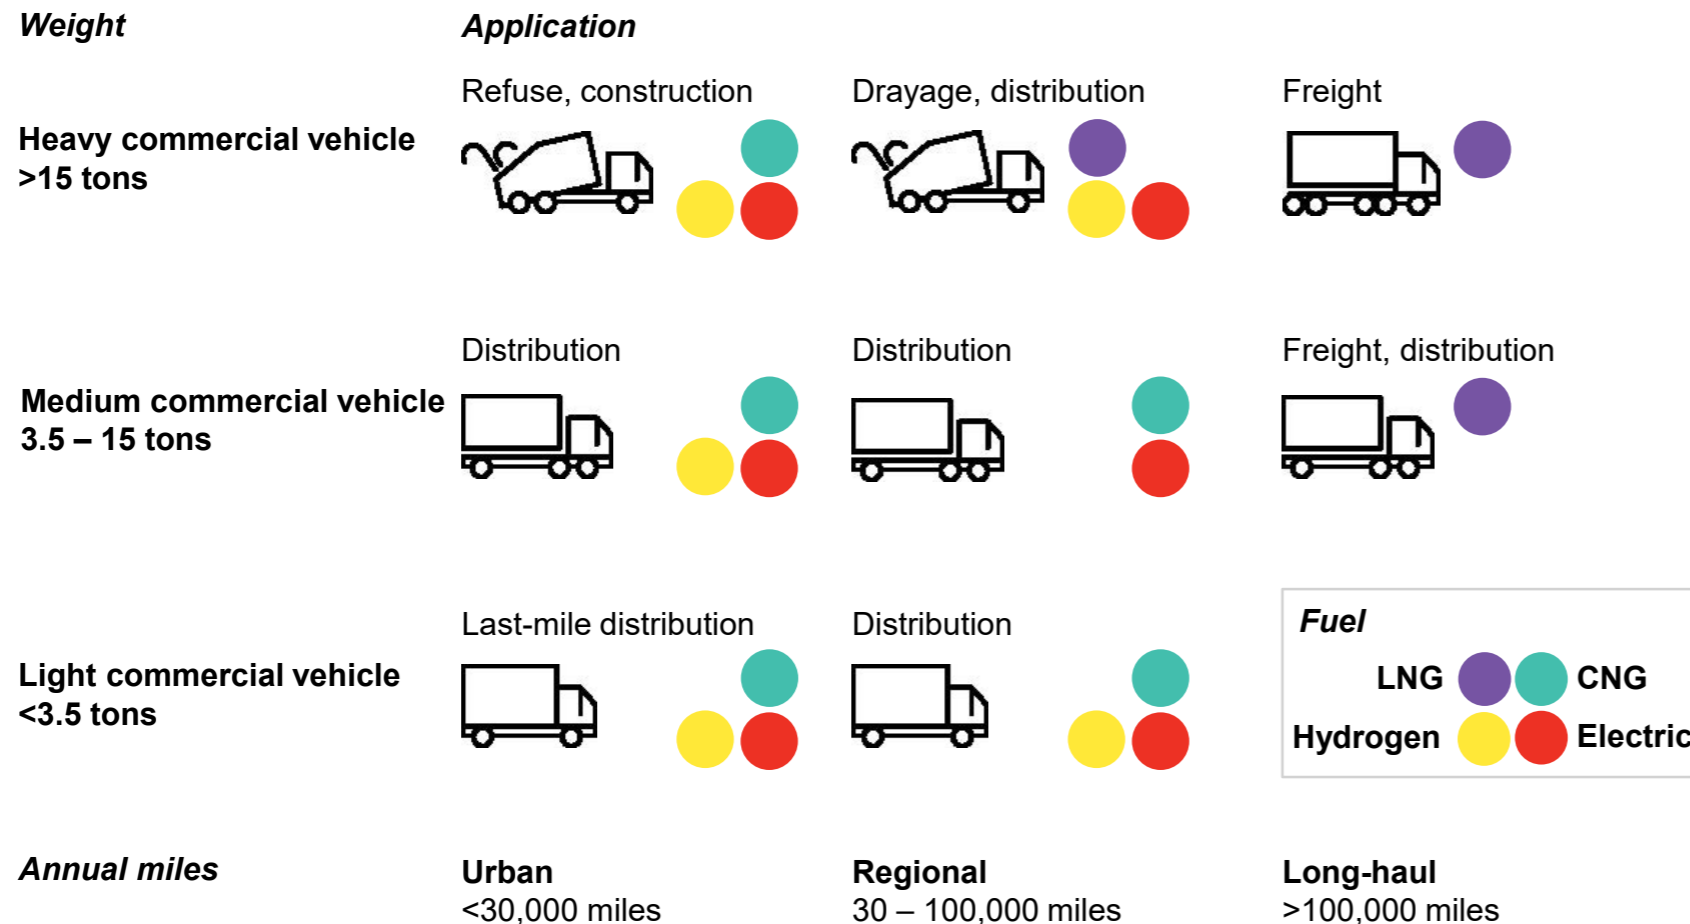 Weight
Application
Refuse, construction
Drayage, distribution
Freight
Heavy commercial vehicle
>15 tons
Distribution
Distribution
Freight, distribution
Medium commercial vehicle
3.5 – 15 tons
Last-mile distribution
Distribution
Fuel
Light commercial vehicle
<3.5 tons
LNG
CNG
Hydrogen
Electric
Annual miles
Urban
<30,000 miles
Regional
30 – 100,000 miles
Long-haul
>100,000 miles